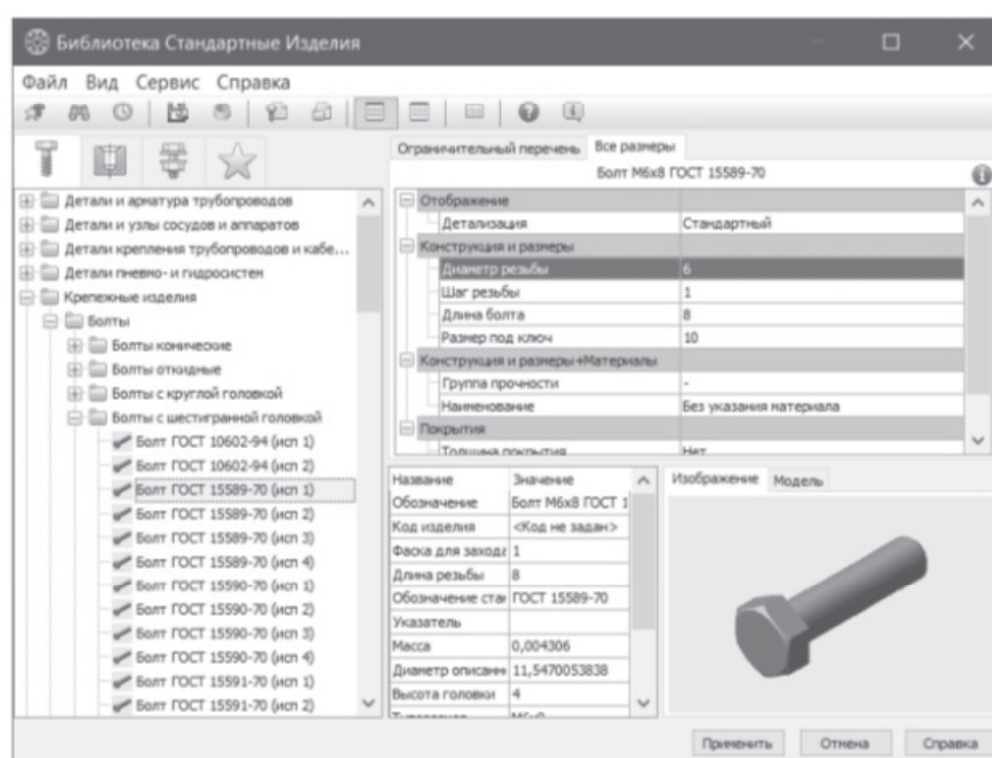 Библиотека Стандартные Изделия
Файл Вид Сервис Справка
Детали и арматура трубопроводов
Детали и узлы сосудов и аппаратов
Детали крепления трубопроводов и кабе...
Детали пневмо- и гидросистем
Крепежные изделия
Болты
Болты конические
Болты откидные
Болты с круглой головкой
Болты с шестигранной головкой
Болт ГОСТ 10602-94 (исп 1)
Болт ГОСТ 10602-94 (исп 2)
Болт ГОСТ 15589-70 (исп 1)
Болт ГОСТ 15589-70 (исп 2)
Болт ГОСТ 15589-70 (исп 3)
Болт ГОСТ 15589-70 (исп 4)
Болт ГОСТ 15590-70 (исп 1)
Болт ГОСТ 15590-70 (исп 2)
Болт ГОСТ 15590-70 (исп 3)
Болт ГОСТ 15590-70 (исп 4)
Болт ГОСТ 15591-70 (исп 1)
Болт ГОСТ 15591-70 (исп 2)
Ограничительный перечень Все размеры
Болт М6х8 ГОСТ 15589-70
Отображение
Детализация Стандартный
Конструкция и размеры
Диаметр резьбы 6
Шаг резьбы 1
Длина болта 8
Размер под ключ 10
Конструкция и размеры+Материалы
Группа прочности -
Наименование Без указания материала
Покрытия
Толщина покрытия Нет
Название Значение
Обозначение Болт М6х8 ГОСТ 1
Код изделия <Код не задан>
Фаска для захода 1
Длина резьбы 8
Обозначение ста ГОСТ 15589-70
Указатель
Масса 0,004306
Диаметр описанн 11,5470053838
Высота головки 4
Типоразмер М6х8
Изображение Модель
Применить Отмена Справка